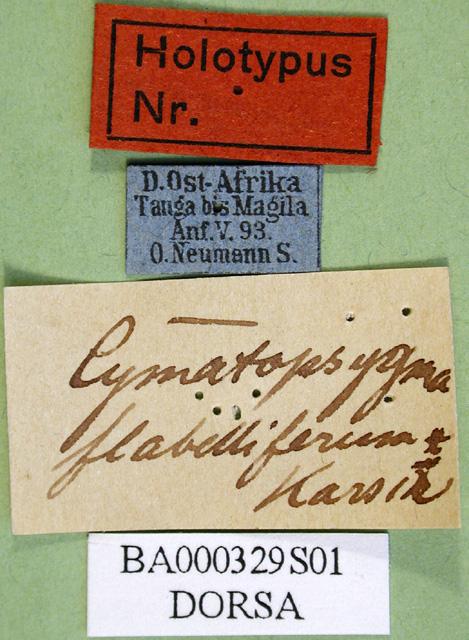 Holotypus
Nr.
D. Ost-Afrika
Tanga bis Magila
Anf. V. 93.
O. Neumann S.
Cymatopsygma
flabelliferum *
Karsch
BA000329S01
DORSA